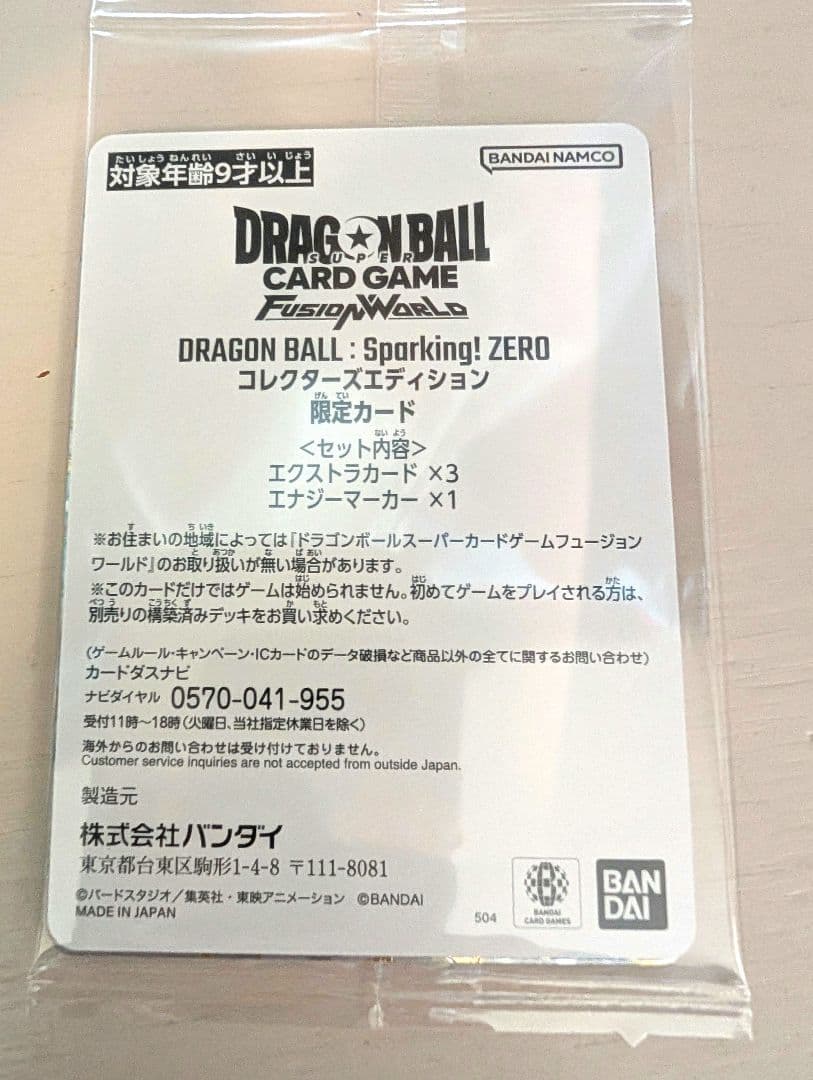 たいしょうねんれい さいいじょう
対象年齢9才以上
BANDAI NAMCO
DRAGON BALL
SUPER
CARD GAME
FUSION WORLD
DRAGON BALL : Sparking! ZERO
コレクターズエディション
げんてい
限定カード
ないよう
<セット内容>
エクストラカード ×3
エナジーマーカー ×1
す ちいき
※お住まいの地域によっては『ドラゴンボールスーパーカードゲームフュージョン
と あつか な ばあい
ワールド』のお取り扱いが無い場合があります。
はじ はじ かた
※このカードだけではゲームは始められません。初めてゲームをプレイされる方は、
べつう こうちくず か もと
別売りの構築済みデッキをお買い求めください。
(ゲームルール・キャンペーン・ICカードのデータ破損など商品以外の全てに関するお問い合わせ)
カードダスナビ
ナビダイヤル 0570-041-955
受付11時～18時(火曜日、当社指定休業日を除く)
海外からのお問い合わせは受け付けておりません。
Customer service inquiries are not accepted from outside Japan.
製造元
株式会社バンダイ
東京都台東区駒形1-4-8 〒111-8081
©バードスタジオ／集英社・東映アニメーション ©BANDAI
MADE IN JAPAN
504
BANDAI
CARD GAMES
BAN
DAI